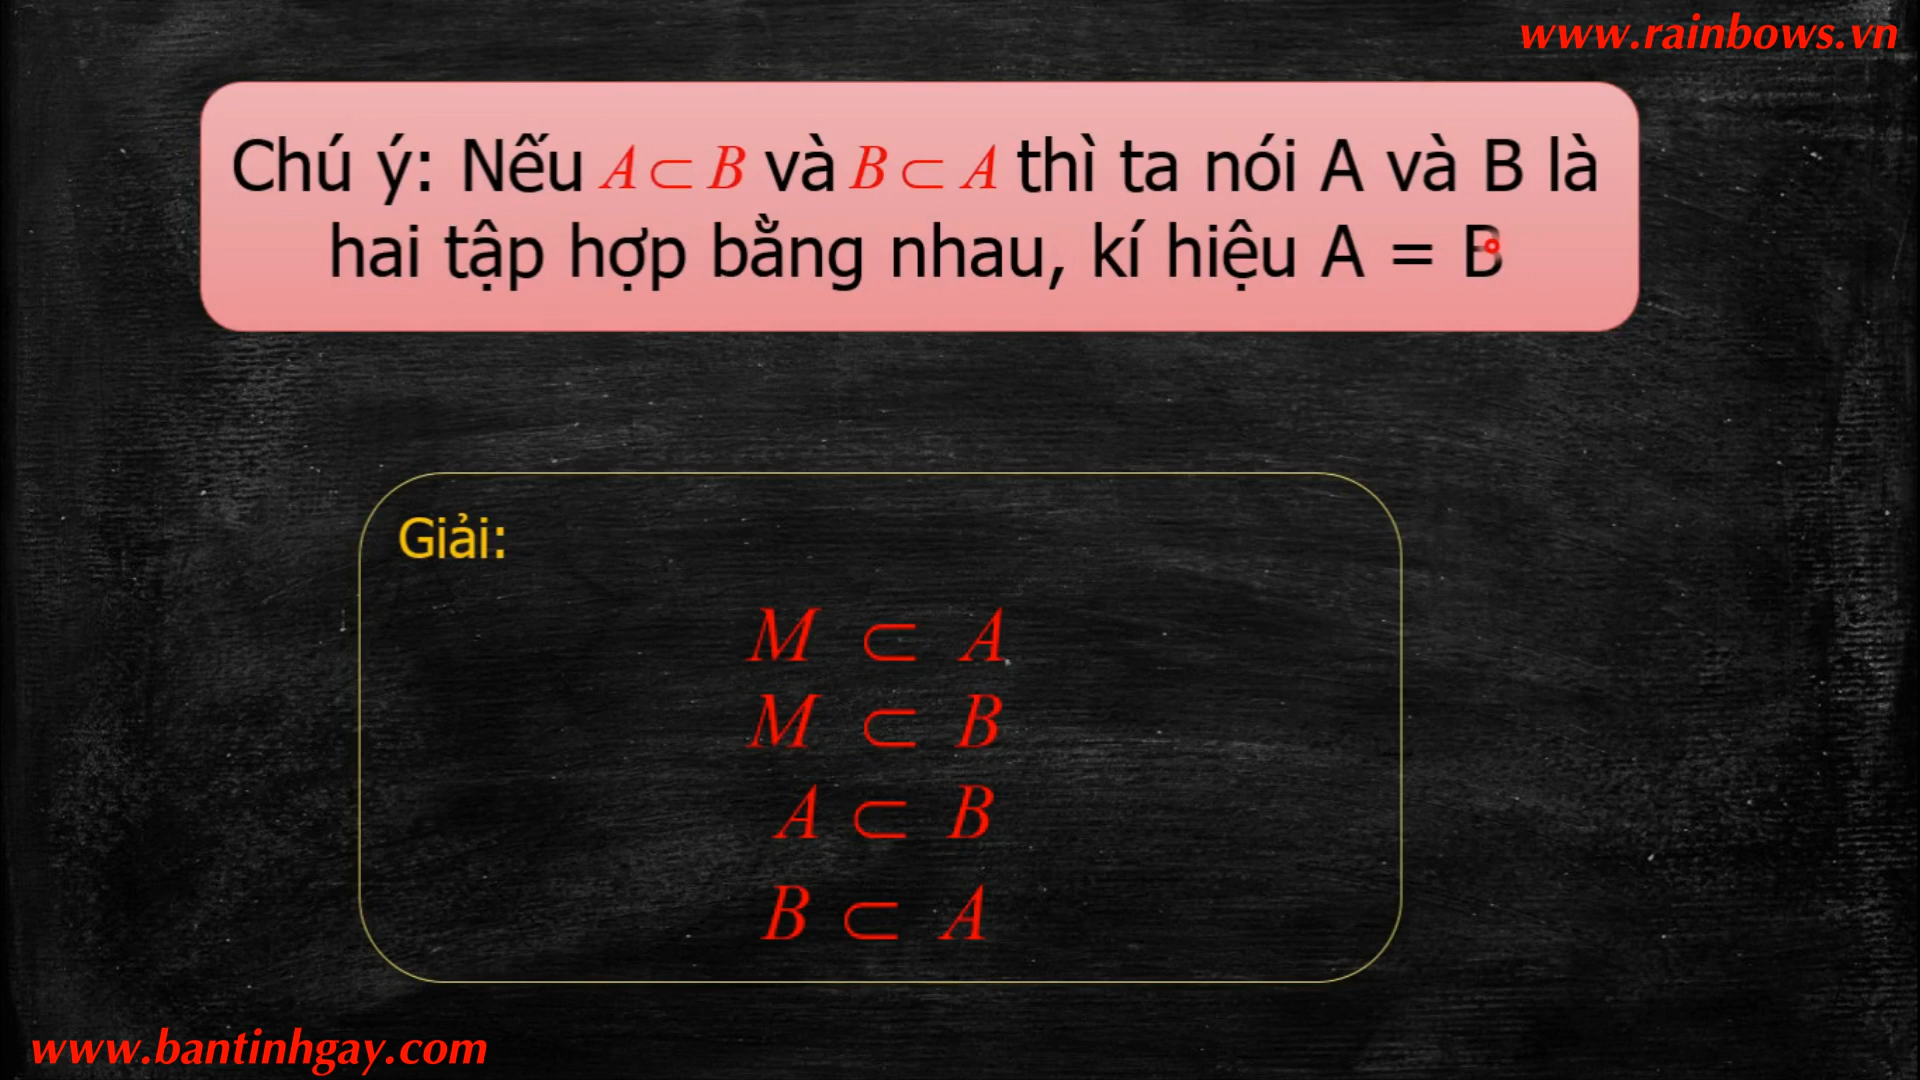 www.rainbows.vn
Chú ý: Nếu A ⊂ B và B ⊂ A thì ta nói A và B là
hai tập hợp bằng nhau, kí hiệu A = B
Giải:
M ⊂ A
M ⊂ B
A ⊂ B
B ⊂ A
www.bantinhgay.com